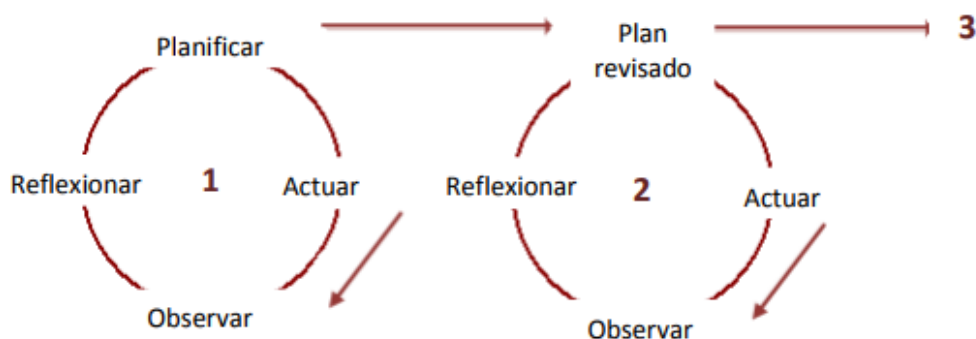 Planificar
Reflexionar
1
Actuar
Observar
Plan
revisado
Reflexionar
2
Actuar
Observar
3